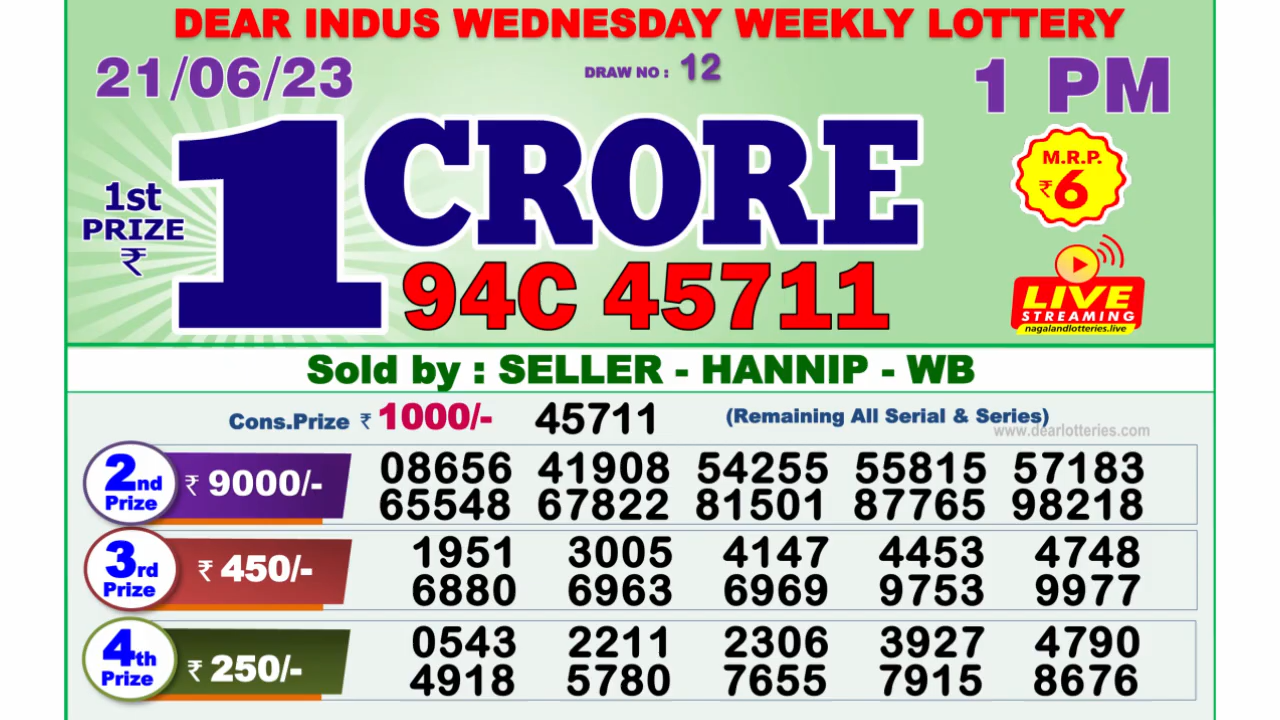 DEAR INDUS WEDNESDAY WEEKLY LOTTERY
21/06/23 DRAW NO : 12 1 PM
1st PRIZE ₹ 1 CRORE
M.R.P. ₹6
94C 45711
LIVE
STREAMING
nagalandlotteries.live
Sold by : SELLER - HANNIP - WB
Cons.Prize ₹ 1000/- 45711 (Remaining All Serial & Series)
www.dearlotteries.com
2nd Prize ₹ 9000/-
08656 41908 54255 55815 57183
65548 67822 81501 87765 98218
3rd Prize ₹ 450/-
1951 3005 4147 4453 4748
6880 6963 6969 9753 9977
4th Prize ₹ 250/-
0543 2211 2306 3927 4790
4918 5780 7655 7915 8676